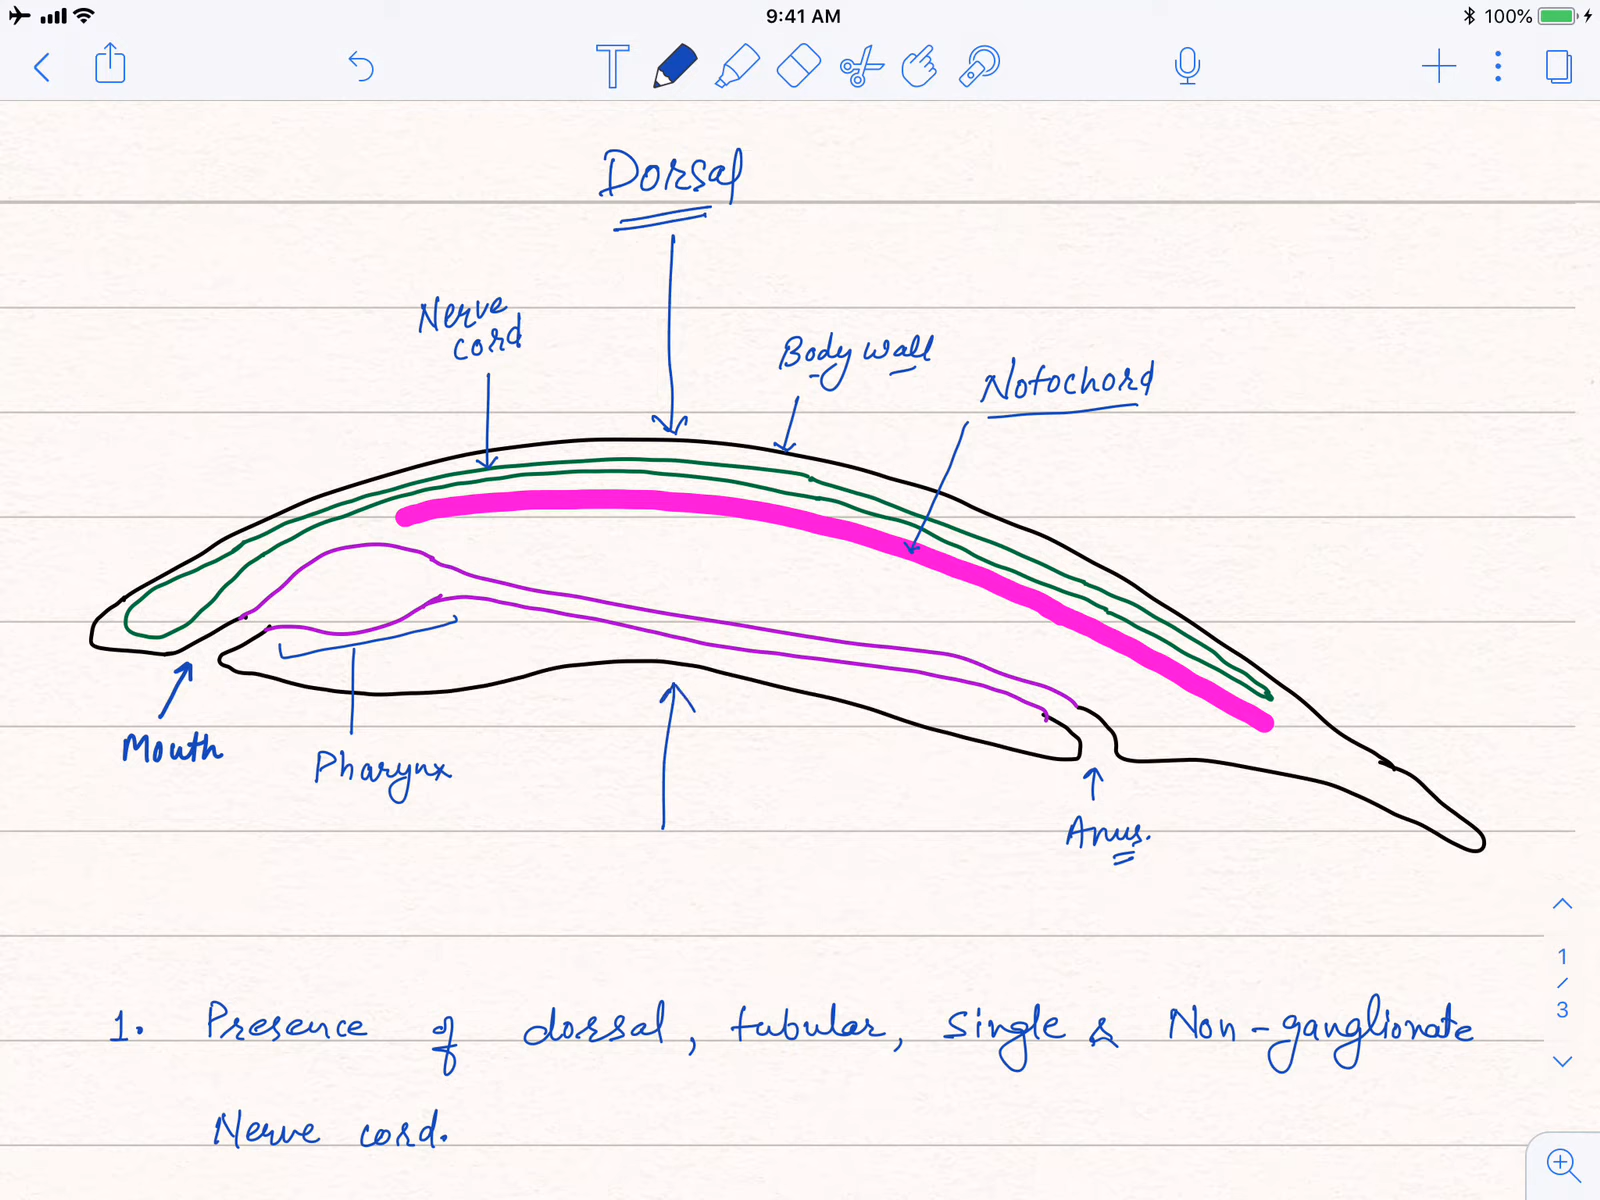 9:41 AM
100%
T
Dorsal
Nerve
cord
Body wall
Notochord
Mouth
Pharynx
Anus.
1
/
3
1. Presence of dorsal, tubular, single & Non-ganglionate
Nerve cord.